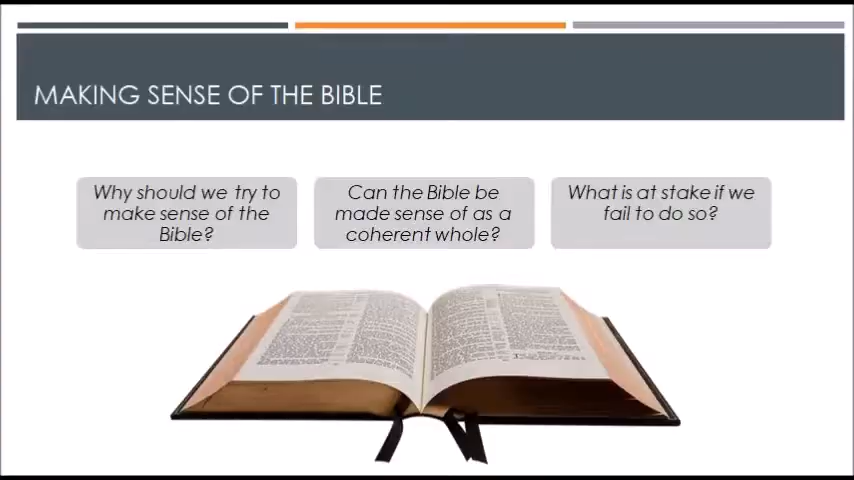 MAKING SENSE OF THE BIBLE
Why should we try to
make sense of the
Bible?
Can the Bible be
made sense of as a
coherent whole?
What is at stake if we
fail to do so?